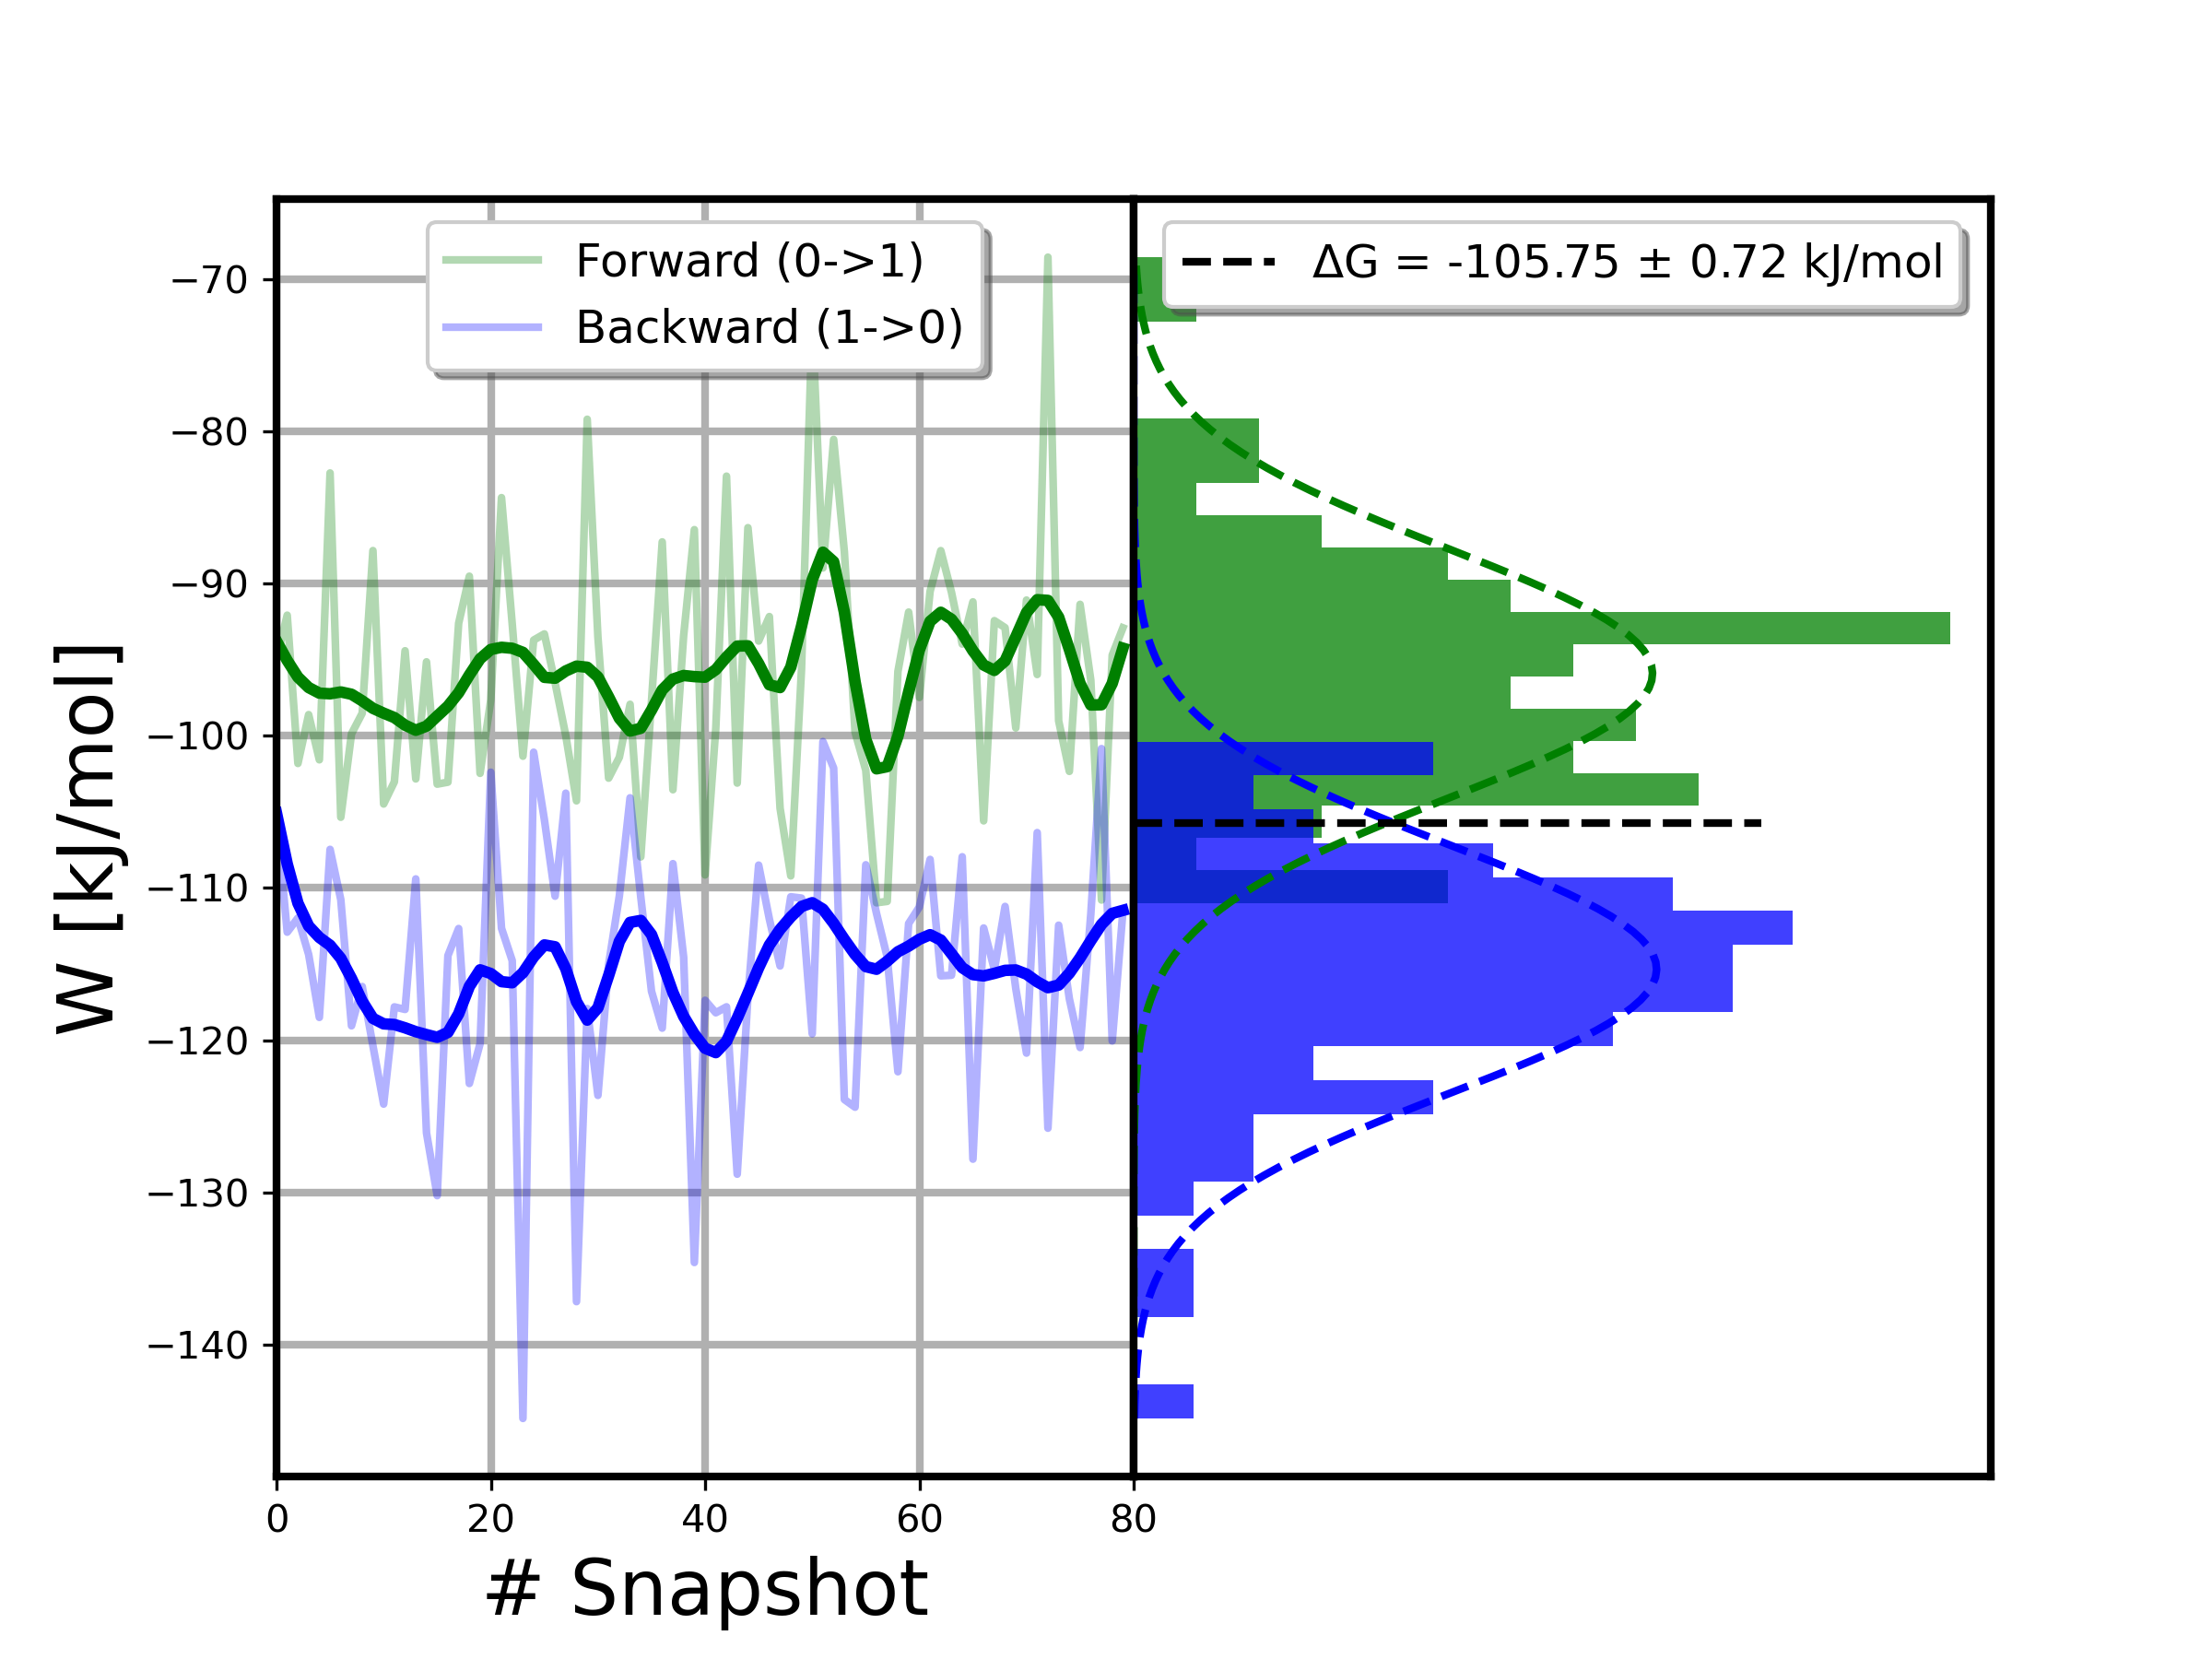 Forward (0->1)
Backward (1->0)
ΔG = -105.75 ± 0.72 kJ/mol
W [kJ/mol]
−70
−80
−90
−100
−110
−120
−130
−140
0 20 40 60 80
# Snapshot